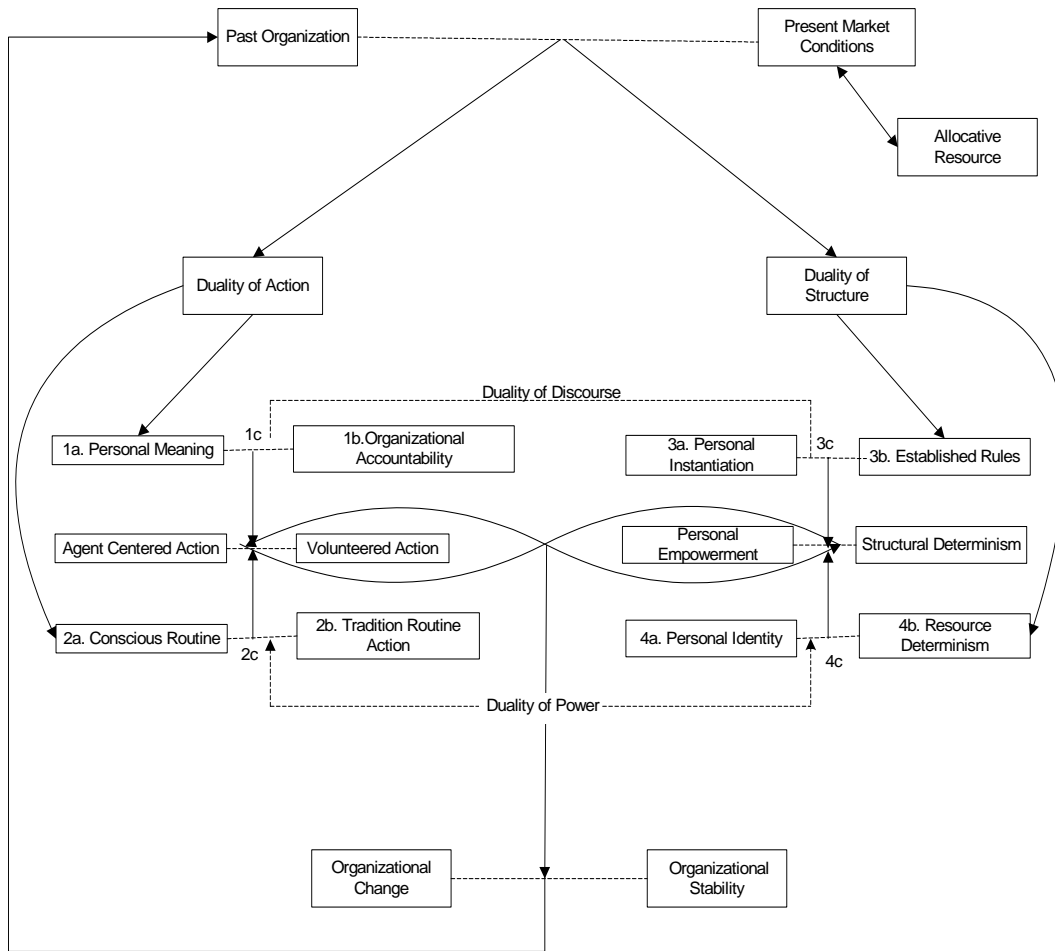 Past Organization
Present Market
Conditions
Allocative
Resource
Duality of Action
Duality of
Structure
Duality of Discourse
1a. Personal Meaning
1c
1b.Organizational
Accountability
3a. Personal
Instantiation
3c
3b. Established Rules
Agent Centered Action
Volunteered Action
Personal
Empowerment
Structural Determinism
2a. Conscious Routine
2c
2b. Tradition Routine
Action
4a. Personal Identity
4c
4b. Resource
Determinism
Duality of Power
Organizational
Change
Organizational
Stability